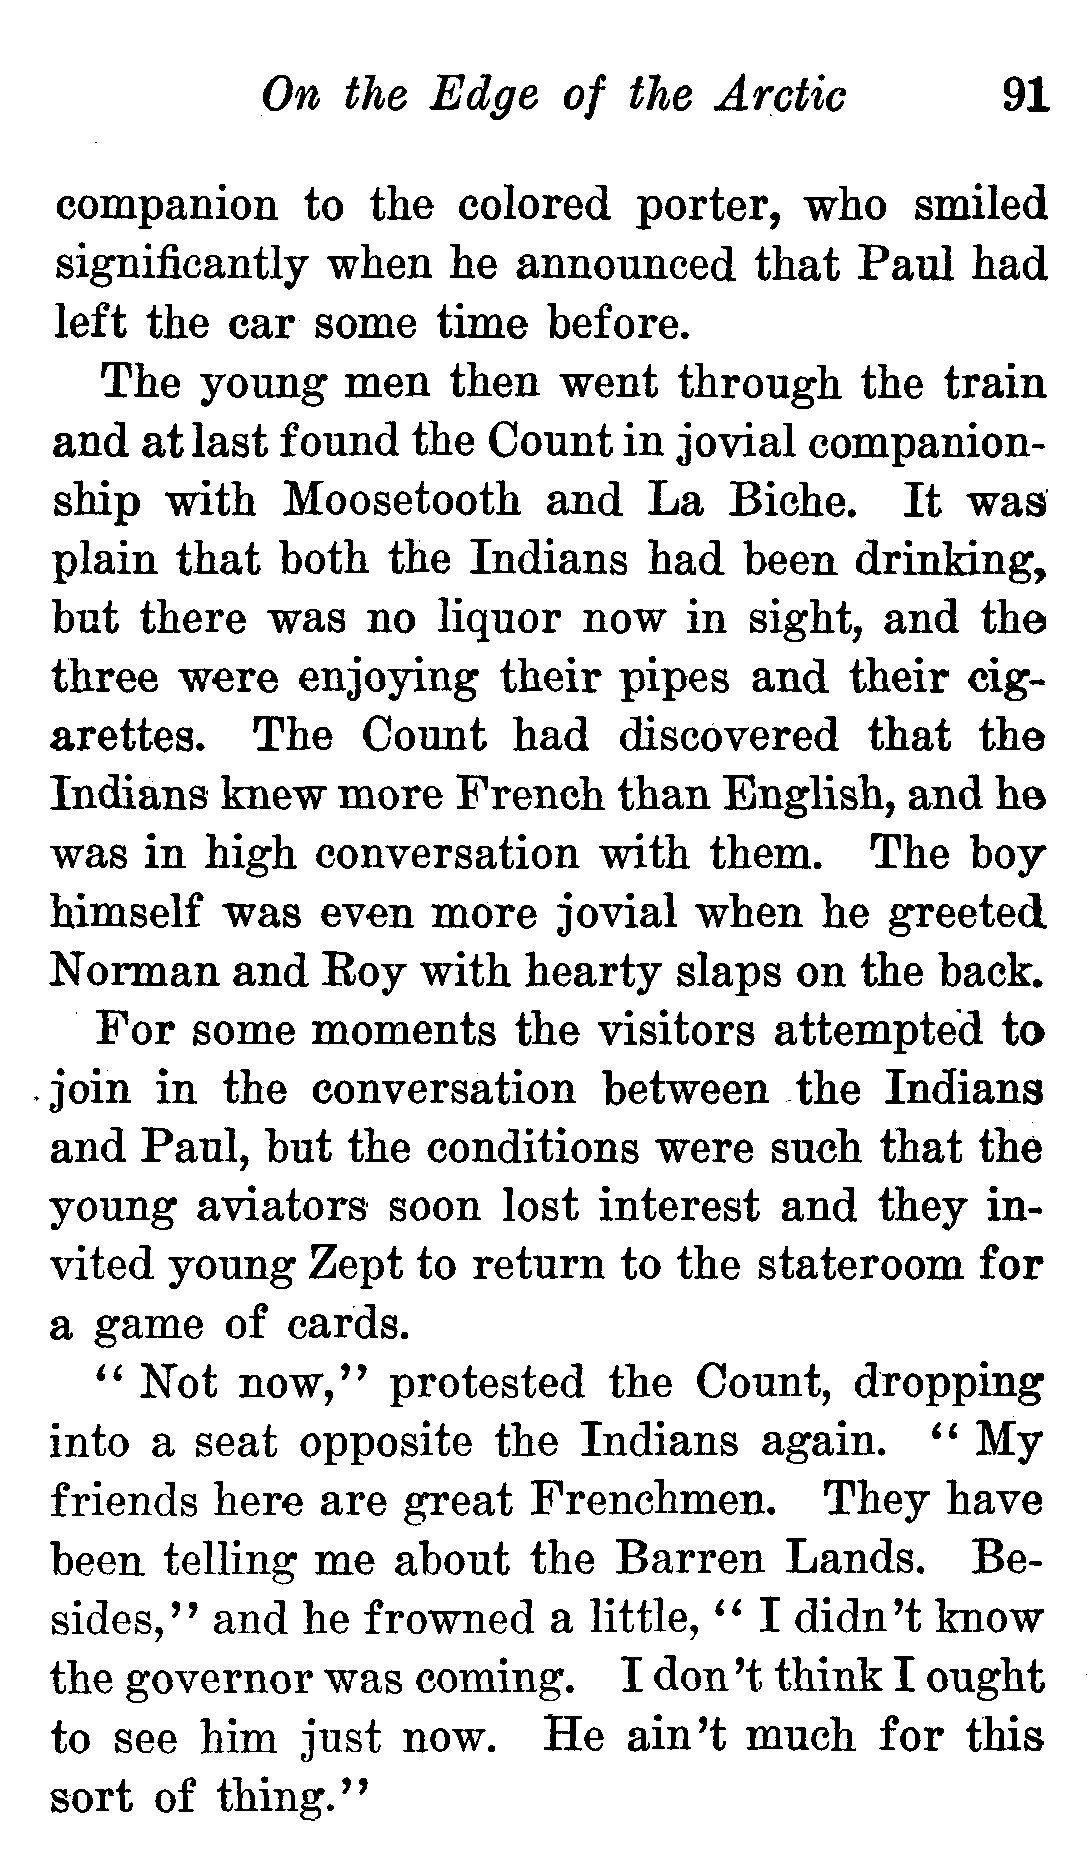 On the Edge of the Arctic 91
companion to the colored porter, who smiled
significantly when he announced that Paul had
left the car some time before.
The young men then went through the train
and at last found the Count in jovial companion-
ship with Moosetooth and La Biche. It was
plain that both the Indians had been drinking,
but there was no liquor now in sight, and the
three were enjoying their pipes and their cig-
arettes. The Count had discovered that the
Indians knew more French than English, and he
was in high conversation with them. The boy
himself was even more jovial when he greeted
Norman and Roy with hearty slaps on the back.
For some moments the visitors attempted to
join in the conversation between the Indians
and Paul, but the conditions were such that the
young aviators soon lost interest and they in-
vited young Zept to return to the stateroom for
a game of cards.
“ Not now,” protested the Count, dropping
into a seat opposite the Indians again. “ My
friends here are great Frenchmen. They have
been telling me about the Barren Lands. Be-
sides,” and he frowned a little, “ I didn’t know
the governor was coming. I don’t think I ought
to see him just now. He ain’t much for this
sort of thing.”